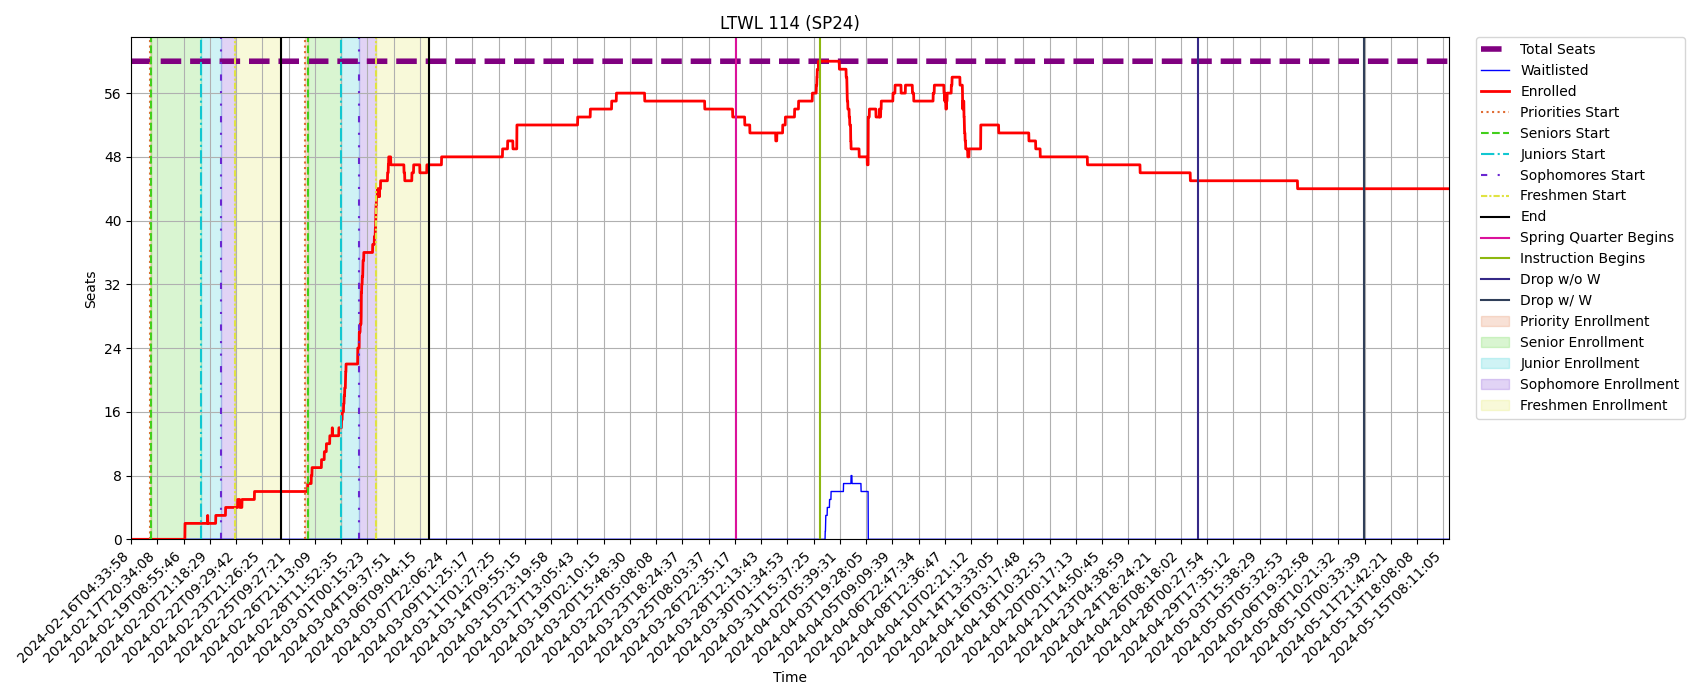 LTWL 114 (SP24)
Seats
56
48
40
32
24
16
8
0
2024-02-16T04:33:58
2024-02-17T20:34:08
2024-02-19T08:55:46
2024-02-20T21:18:29
2024-02-22T09:29:42
2024-02-23T21:26:25
2024-02-25T09:27:21
2024-02-26T21:13:09
2024-02-28T11:52:35
2024-03-01T00:15:23
2024-03-04T19:37:51
2024-03-06T09:04:15
2024-03-07T22:06:24
2024-03-09T11:25:17
2024-03-11T01:27:25
2024-03-14T09:55:15
2024-03-15T23:19:58
2024-03-17T13:05:43
2024-03-19T02:10:15
2024-03-20T15:48:30
2024-03-22T05:08:08
2024-03-23T18:24:37
2024-03-25T08:03:37
2024-03-26T22:35:17
2024-03-28T12:13:43
2024-03-30T01:34:53
2024-03-31T15:37:25
2024-04-02T05:39:31
2024-04-03T19:28:05
2024-04-05T09:09:39
2024-04-06T22:47:34
2024-04-08T12:36:47
2024-04-10T02:21:12
2024-04-14T13:33:05
2024-04-16T03:17:48
2024-04-18T10:32:53
2024-04-20T00:17:13
2024-04-21T14:50:45
2024-04-23T04:38:59
2024-04-24T18:24:21
2024-04-26T08:18:02
2024-04-28T00:27:54
2024-04-29T17:35:12
2024-05-03T15:38:29
2024-05-05T05:32:53
2024-05-06T19:32:58
2024-05-08T10:21:32
2024-05-10T00:33:39
2024-05-11T21:42:21
2024-05-13T18:08:08
2024-05-15T08:11:05
Time
Total Seats
Waitlisted
Enrolled
Priorities Start
Seniors Start
Juniors Start
Sophomores Start
Freshmen Start
End
Spring Quarter Begins
Instruction Begins
Drop w/o W
Drop w/ W
Priority Enrollment
Senior Enrollment
Junior Enrollment
Sophomore Enrollment
Freshmen Enrollment